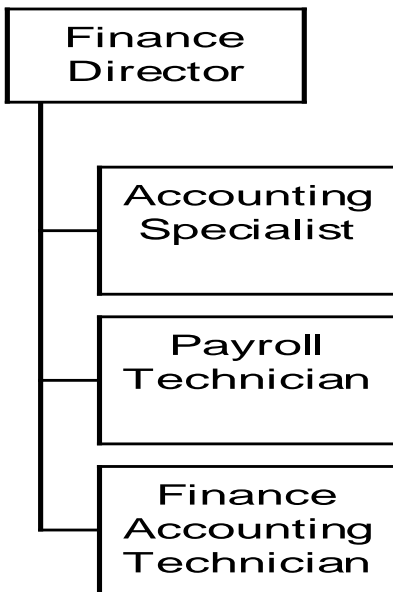 Finance
Director
Accounting
Specialist
Payroll
Technician
Finance
Accounting
Technician